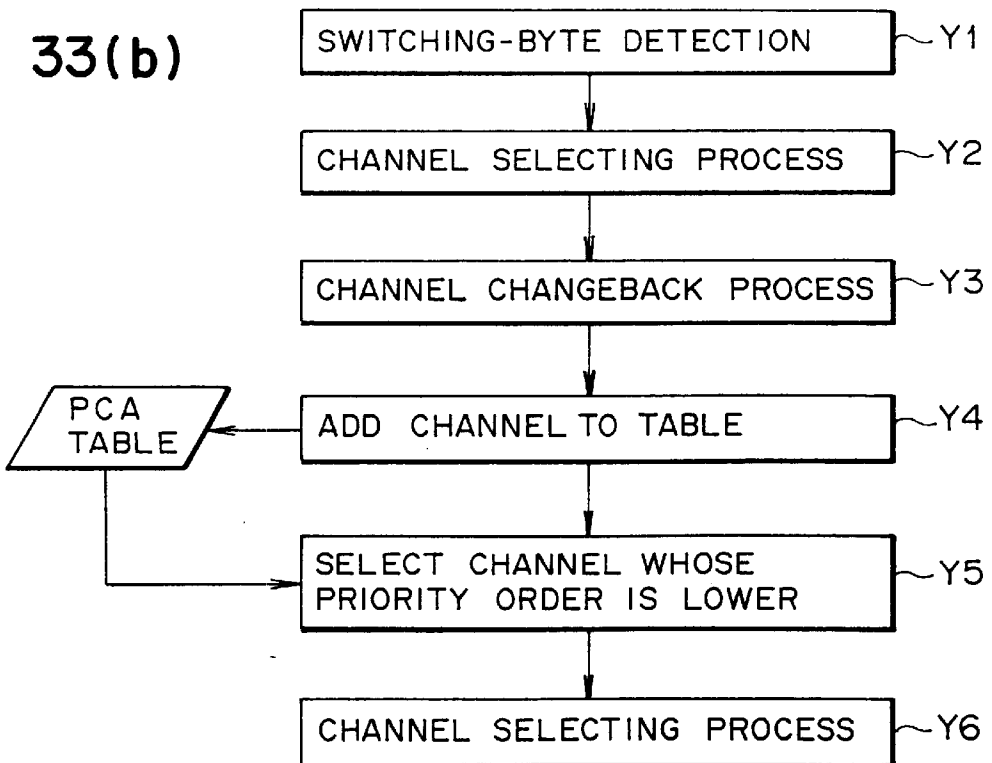 33(b)
SWITCHING-BYTE DETECTION
Y1
CHANNEL SELECTING PROCESS
Y2
CHANNEL CHANGEBACK PROCESS
Y3
PCA
TABLE
ADD CHANNEL TO TABLE
Y4
SELECT CHANNEL WHOSE
PRIORITY ORDER IS LOWER
Y5
CHANNEL SELECTING PROCESS
Y6